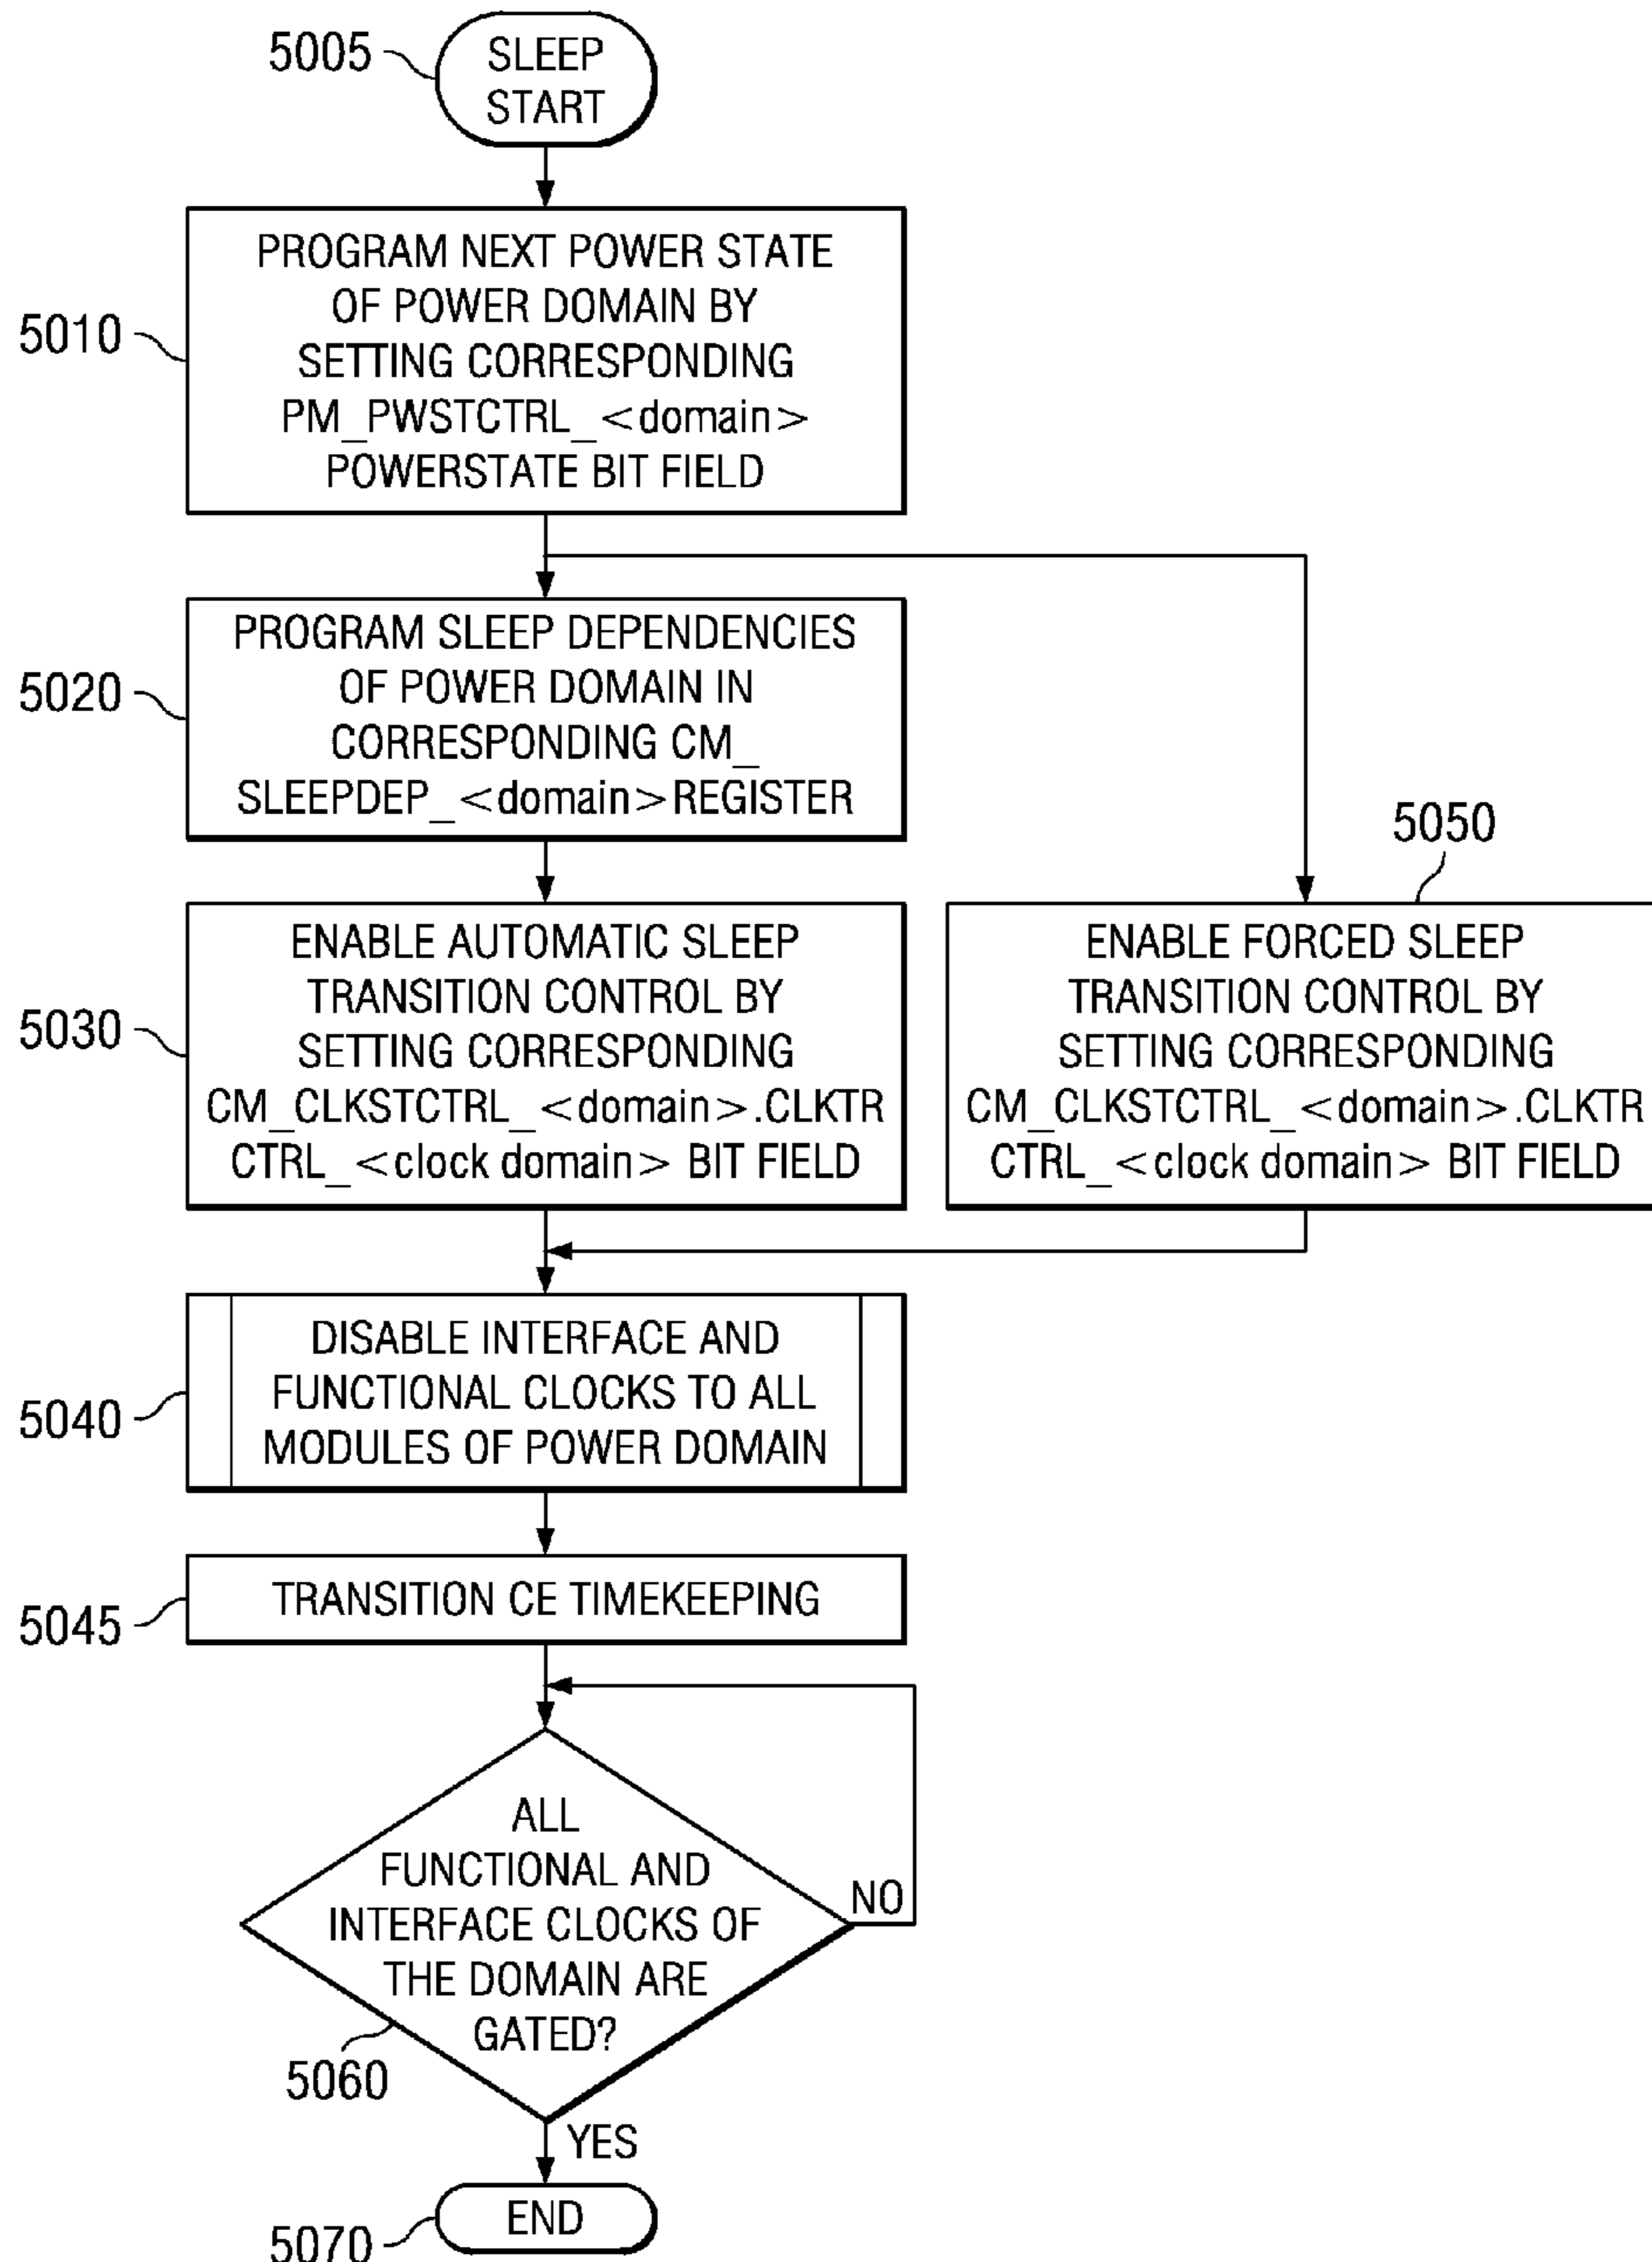 5005
SLEEP
START
5010
PROGRAM NEXT POWER STATE
OF POWER DOMAIN BY
SETTING CORRESPONDING
PM_PWSTCTRL_<domain>
POWERSTATE BIT FIELD
5020
PROGRAM SLEEP DEPENDENCIES
OF POWER DOMAIN IN
CORRESPONDING CM_
SLEEPDEP_<domain>REGISTER
5030
ENABLE AUTOMATIC SLEEP
TRANSITION CONTROL BY
SETTING CORRESPONDING
CM_CLKSTCTRL_<domain>.CLKTR
CTRL_<clock domain> BIT FIELD
5050
ENABLE FORCED SLEEP
TRANSITION CONTROL BY
SETTING CORRESPONDING
CM_CLKSTCTRL_<domain>.CLKTR
CTRL_<clock domain> BIT FIELD
5040
DISABLE INTERFACE AND
FUNCTIONAL CLOCKS TO ALL
MODULES OF POWER DOMAIN
5045
TRANSITION CE TIMEKEEPING
ALL
FUNCTIONAL AND
INTERFACE CLOCKS OF
THE DOMAIN ARE
GATED?
NO
5060
YES
END
5070